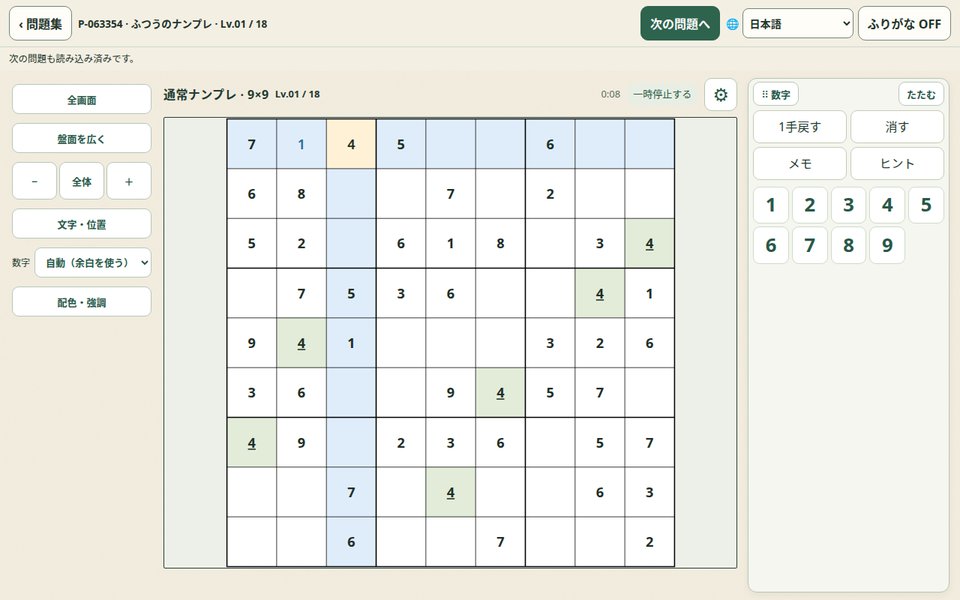 ‹ 問題集 P-063354 · ふつうのナンプレ · Lv.01 / 18 次の問題へ 🌐 日本語 ふりがな OFF
次の問題も読み込み済みです。
全画面
盤面を広く
− 全体 +
文字・位置
数字 自動（余白を使う）
配色・強調
通常ナンプレ · 9×9 Lv.01 / 18 0:08 一時停止する ⚙
7 1 4 5 6
6 8 7 2
5 2 6 1 8 3 4
7 5 3 6 4 1
9 4 1 3 2 6
3 6 9 4 5 7
4 9 2 3 6 5 7
7 4 6 3
6 7 2
⠿ 数字 たたむ
1手戻す 消す
メモ ヒント
1 2 3 4 5
6 7 8 9